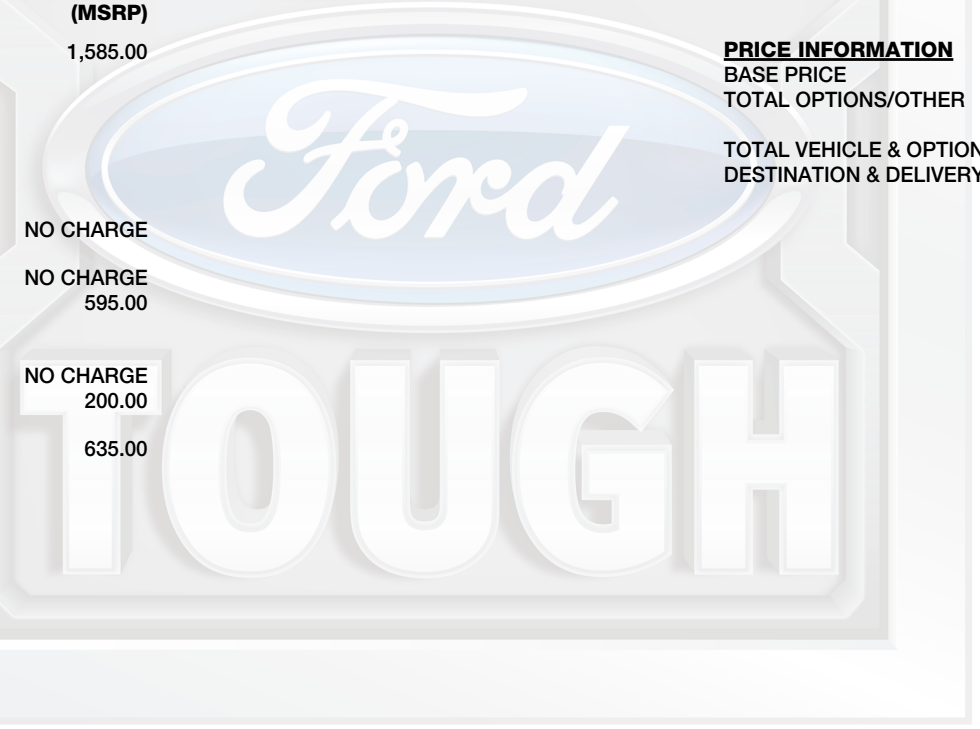 (MSRP)
1,585.00
NO CHARGE
NO CHARGE
595.00
NO CHARGE
200.00
635.00
PRICE INFORMATION
BASE PRICE
TOTAL OPTIONS/OTHER
TOTAL VEHICLE & OPTION
DESTINATION & DELIVERY
Ford
TOUGH